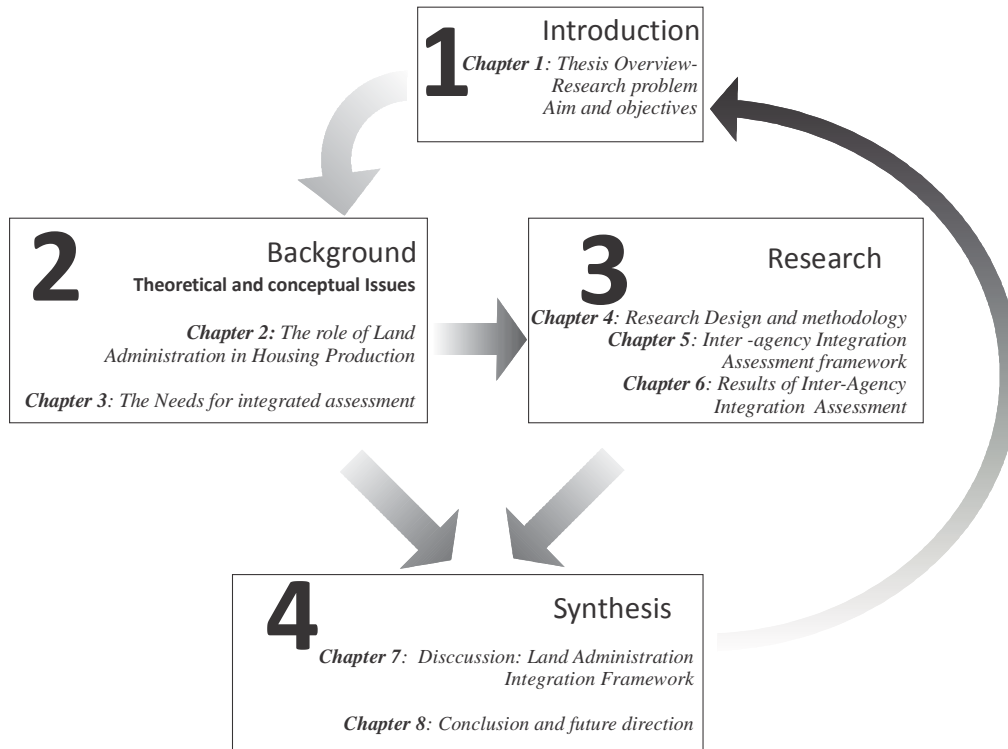 1
Introduction
Chapter 1: Thesis Overview-
Research problem
Aim and objectives
2
Background
Theoretical and conceptual Issues
Chapter 2: The role of Land
Administration in Housing Production
Chapter 3: The Needs for integrated assessment
3
Research
Chapter 4: Research Design and methodology
Chapter 5: Inter -agency Integration
Assessment framework
Chapter 6: Results of Inter-Agency
Integration Assessment
4
Synthesis
Chapter 7: Disccussion: Land Administration
Integration Framework
Chapter 8: Conclusion and future direction